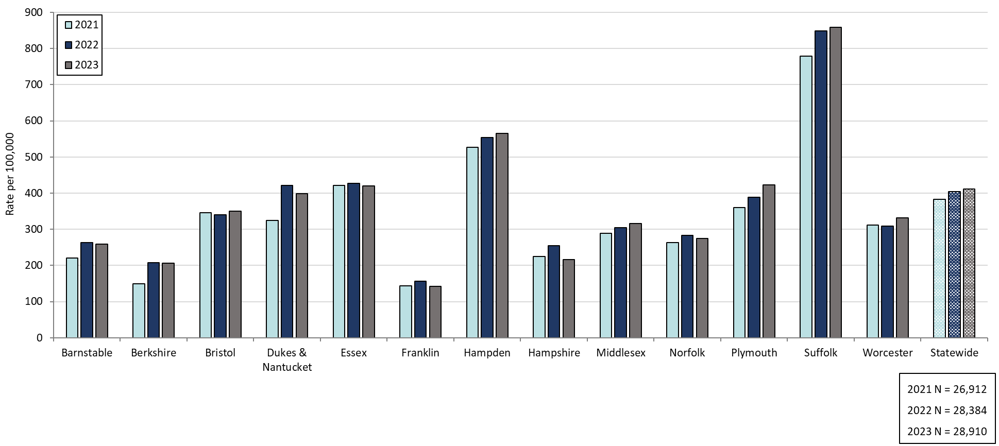 900
800
700
600
500
400
300
200
100
0
Rate per 100,000
2021
2022
2023
Barnstable
Berkshire
Bristol
Dukes &
Nantucket
Essex
Franklin
Hampden
Hampshire
Middlesex
Norfolk
Plymouth
Suffolk
Worcester
Statewide
2021 N = 26,912
2022 N = 28,384
2023 N = 28,910